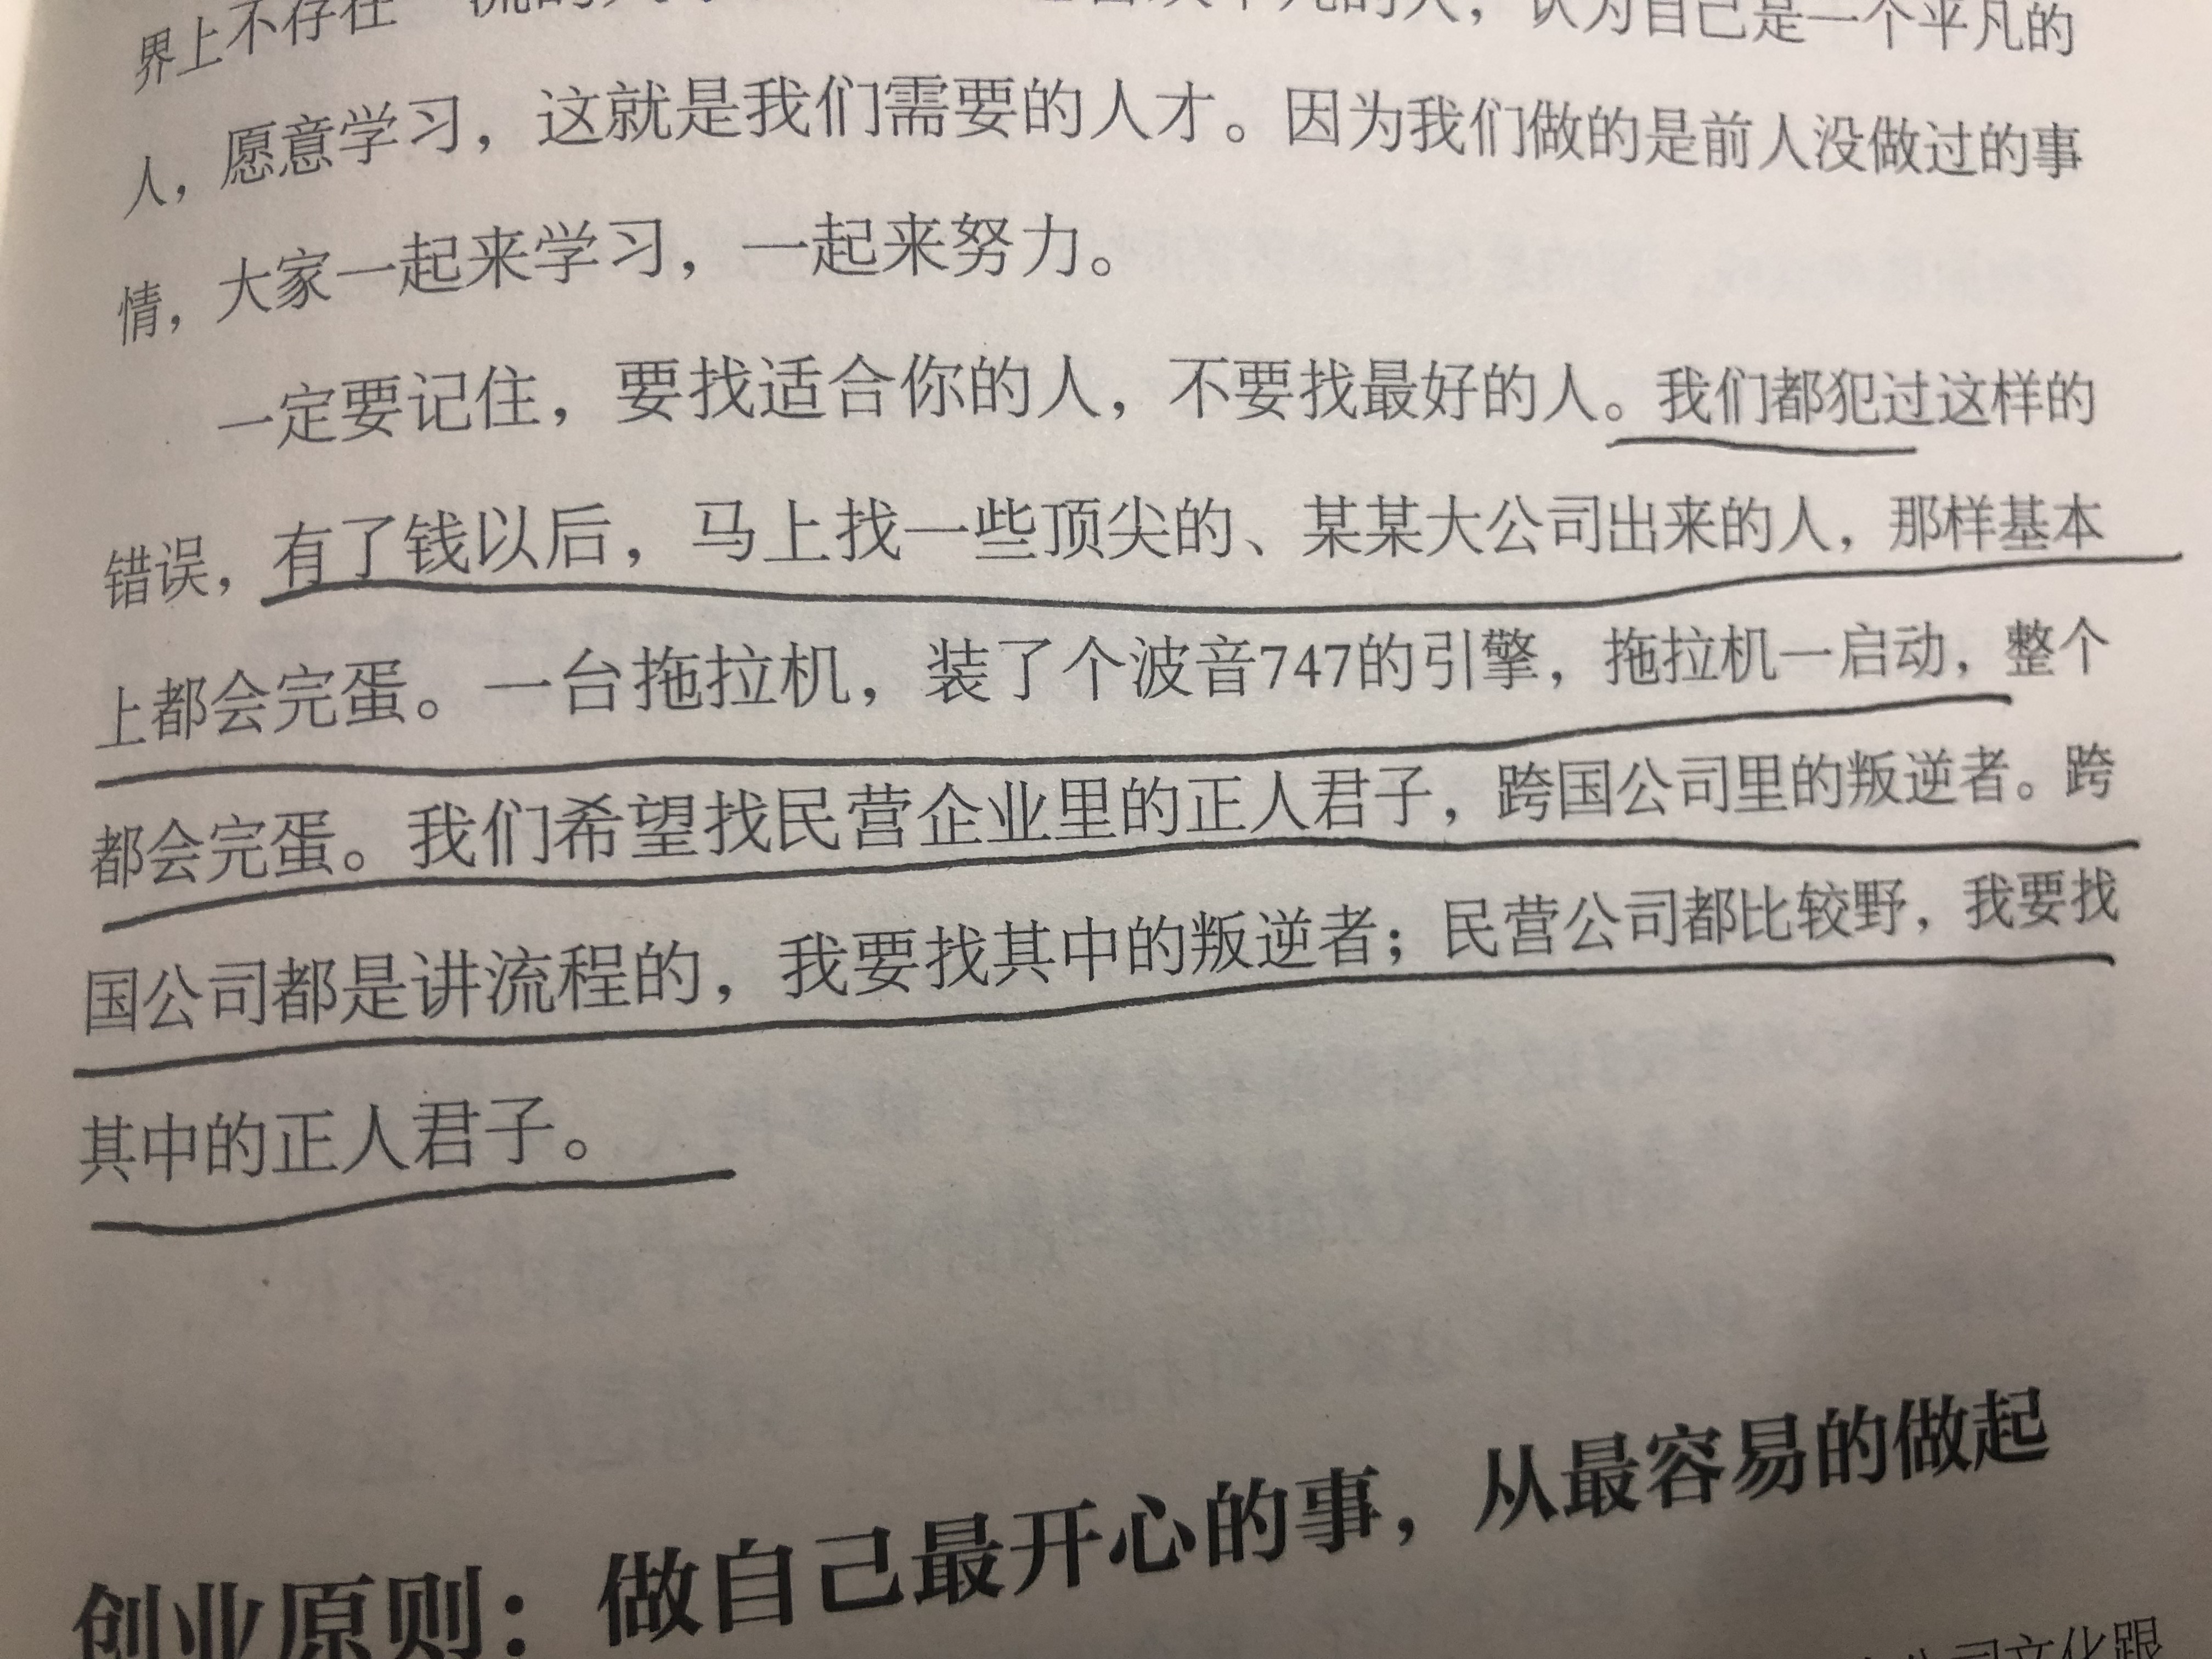 界上不存在一流的人，认为自己是一个平凡的
人，愿意学习，这就是我们需要的人才。因为我们做的是前人没做过的事
情，大家一起来学习，一起来努力。
一定要记住，要找适合你的人，不要找最好的人。我们都犯过这样的
错误，有了钱以后，马上找一些顶尖的、某某大公司出来的人，那样基本
上都会完蛋。一台拖拉机，装了个波音747的引擎，拖拉机一启动，整个
都会完蛋。我们希望找民营企业里的正人君子，跨国公司里的叛逆者。跨
国公司都是讲流程的，我要找其中的叛逆者；民营公司都比较野，我要找
其中的正人君子。
创业原则：做自己最开心的事，从最容易的做起
公司文化跟